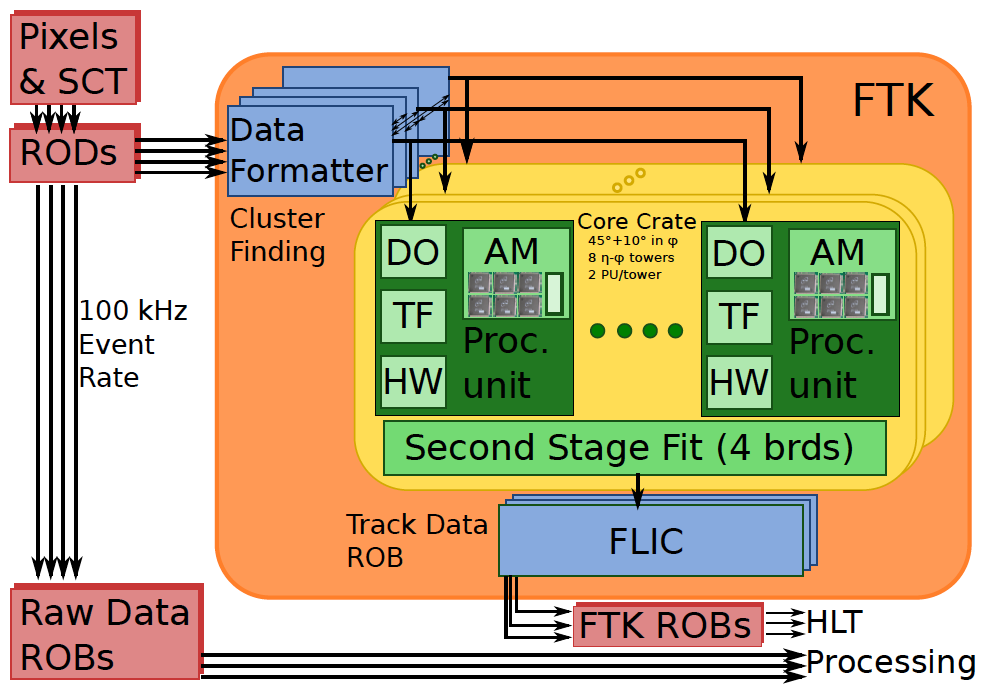 Pixels
& SCT
RODs
FTK
Data
Formatter
Cluster
Finding
100 kHz
Event
Rate
Core Crate
45°+10° in φ
8 η-φ towers
2 PU/tower
DO
TF
HW
AM
Proc.
unit
DO
TF
HW
AM
Proc.
unit
Second Stage Fit (4 brds)
Track Data
ROB
FLIC
Raw Data
ROBs
FTK ROBs
HLT
Processing